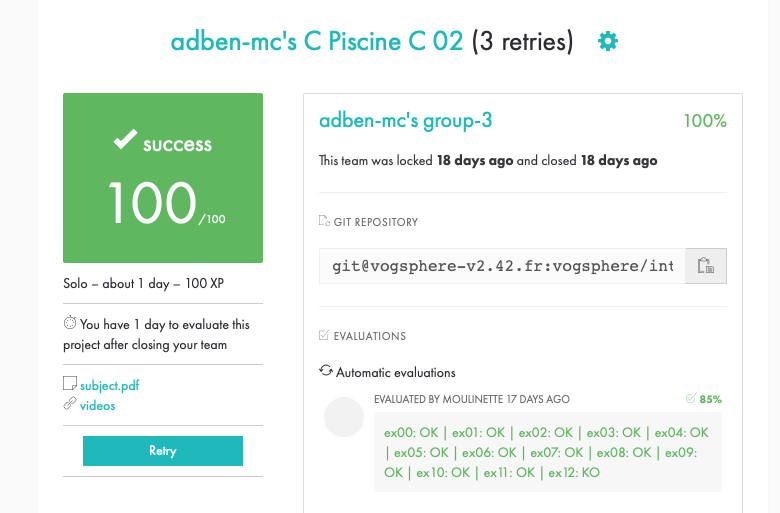 adben-mc's C Piscine C 02 (3 retries)
success
100/100
Solo – about 1 day – 100 XP
You have 1 day to evaluate this
project after closing your team
subject.pdf
videos
Retry
adben-mc's group-3 100%
This team was locked 18 days ago and closed 18 days ago
GIT REPOSITORY
git@vogsphere-v2.42.fr:vogsphere/int
EVALUATIONS
Automatic evaluations
EVALUATED BY MOULINETTE 17 DAYS AGO 85%
ex00: OK | ex01: OK | ex02: OK | ex03: OK | ex04: OK
| ex05: OK | ex06: OK | ex07: OK | ex08: OK | ex09:
OK | ex10: OK | ex11: OK | ex12: KO